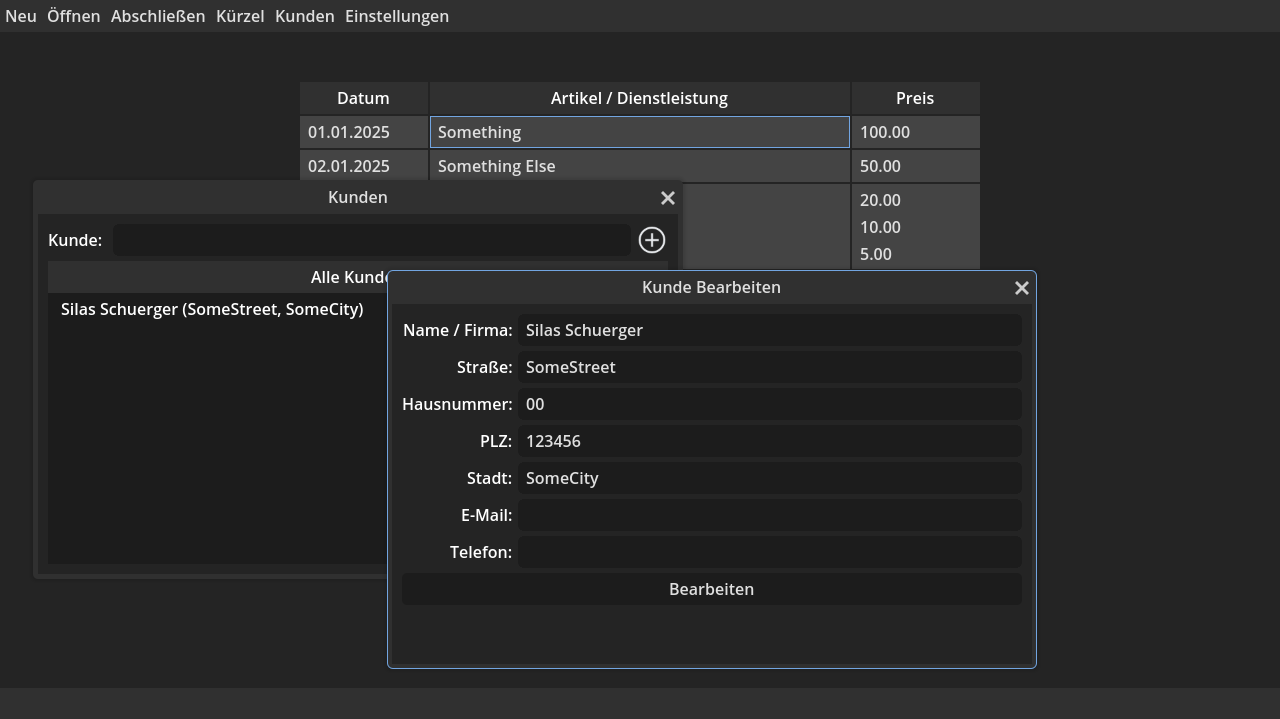 Neu Öffnen Abschließen Kürzel Kunden Einstellungen
Datum Artikel / Dienstleistung Preis
01.01.2025 Something 100.00
02.01.2025 Something Else 50.00
20.00
10.00
5.00
Kunden
Kunde:
Alle Kunde
Silas Schuerger (SomeStreet, SomeCity)
Kunde Bearbeiten
Name / Firma: Silas Schuerger
Straße: SomeStreet
Hausnummer: 00
PLZ: 123456
Stadt: SomeCity
E-Mail:
Telefon:
Bearbeiten